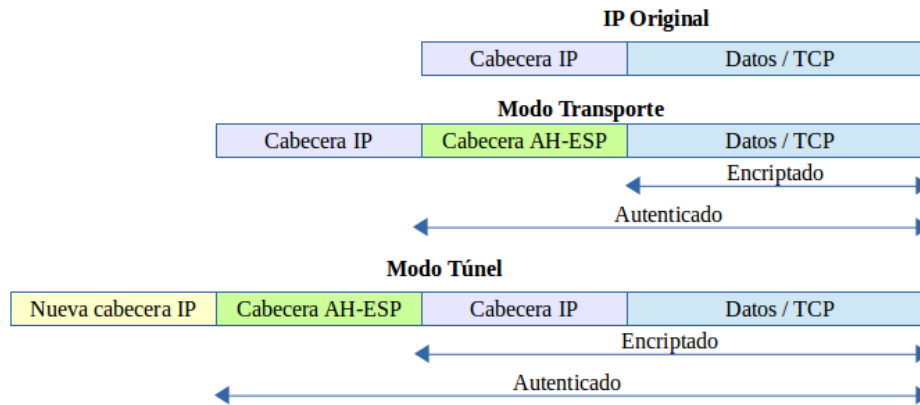 IP Original
Cabecera IP Datos / TCP
Modo Transporte
Cabecera IP Cabecera AH-ESP Datos / TCP
Encriptado
Autenticado
Modo Túnel
Nueva cabecera IP Cabecera AH-ESP Cabecera IP Datos / TCP
Encriptado
Autenticado